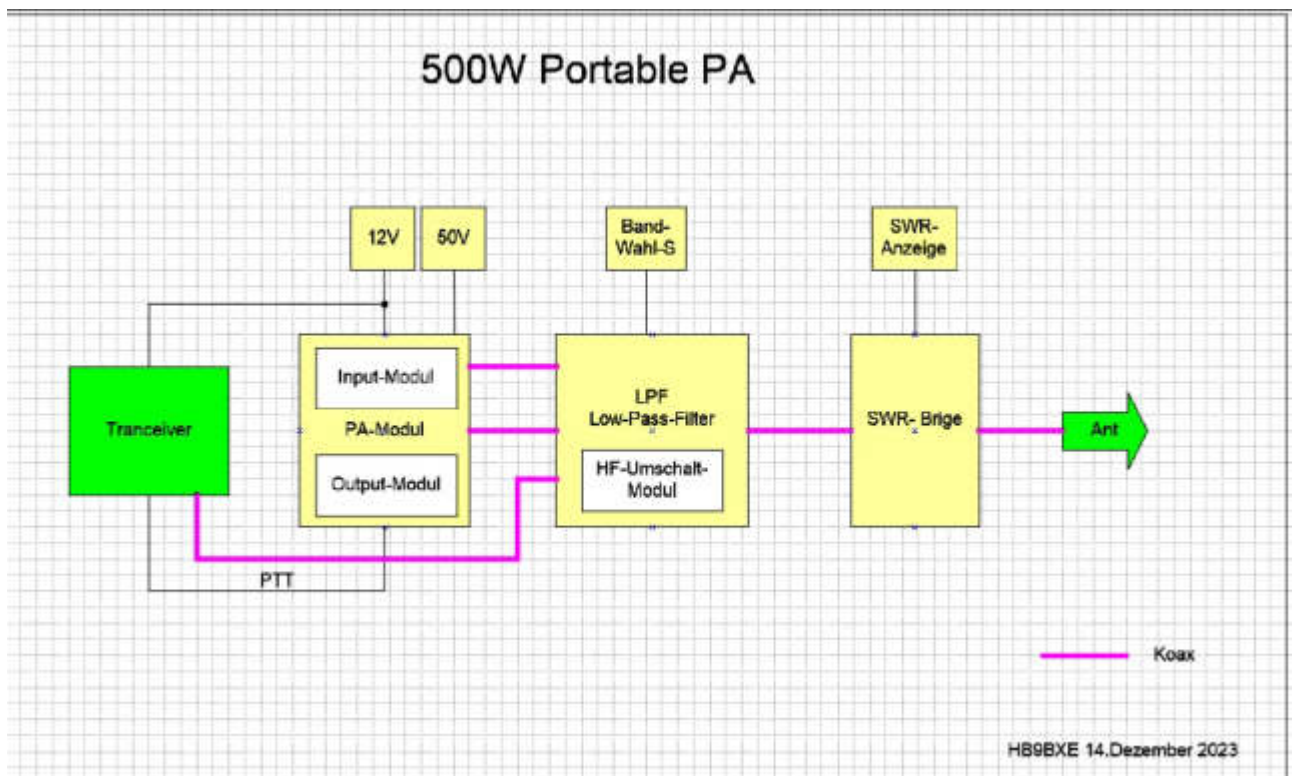 500W Portable PA
12V
50V
Band-
Wahl-S
SWR-
Anzeige
Tranceiver
Input-Modul
PA-Modul
Output-Modul
LPF
Low-Pass-Filter
HF-Umschalt-
Modul
SWR- Brige
Ant
PTT
Koax
HB9BXE 14.Dezember 2023